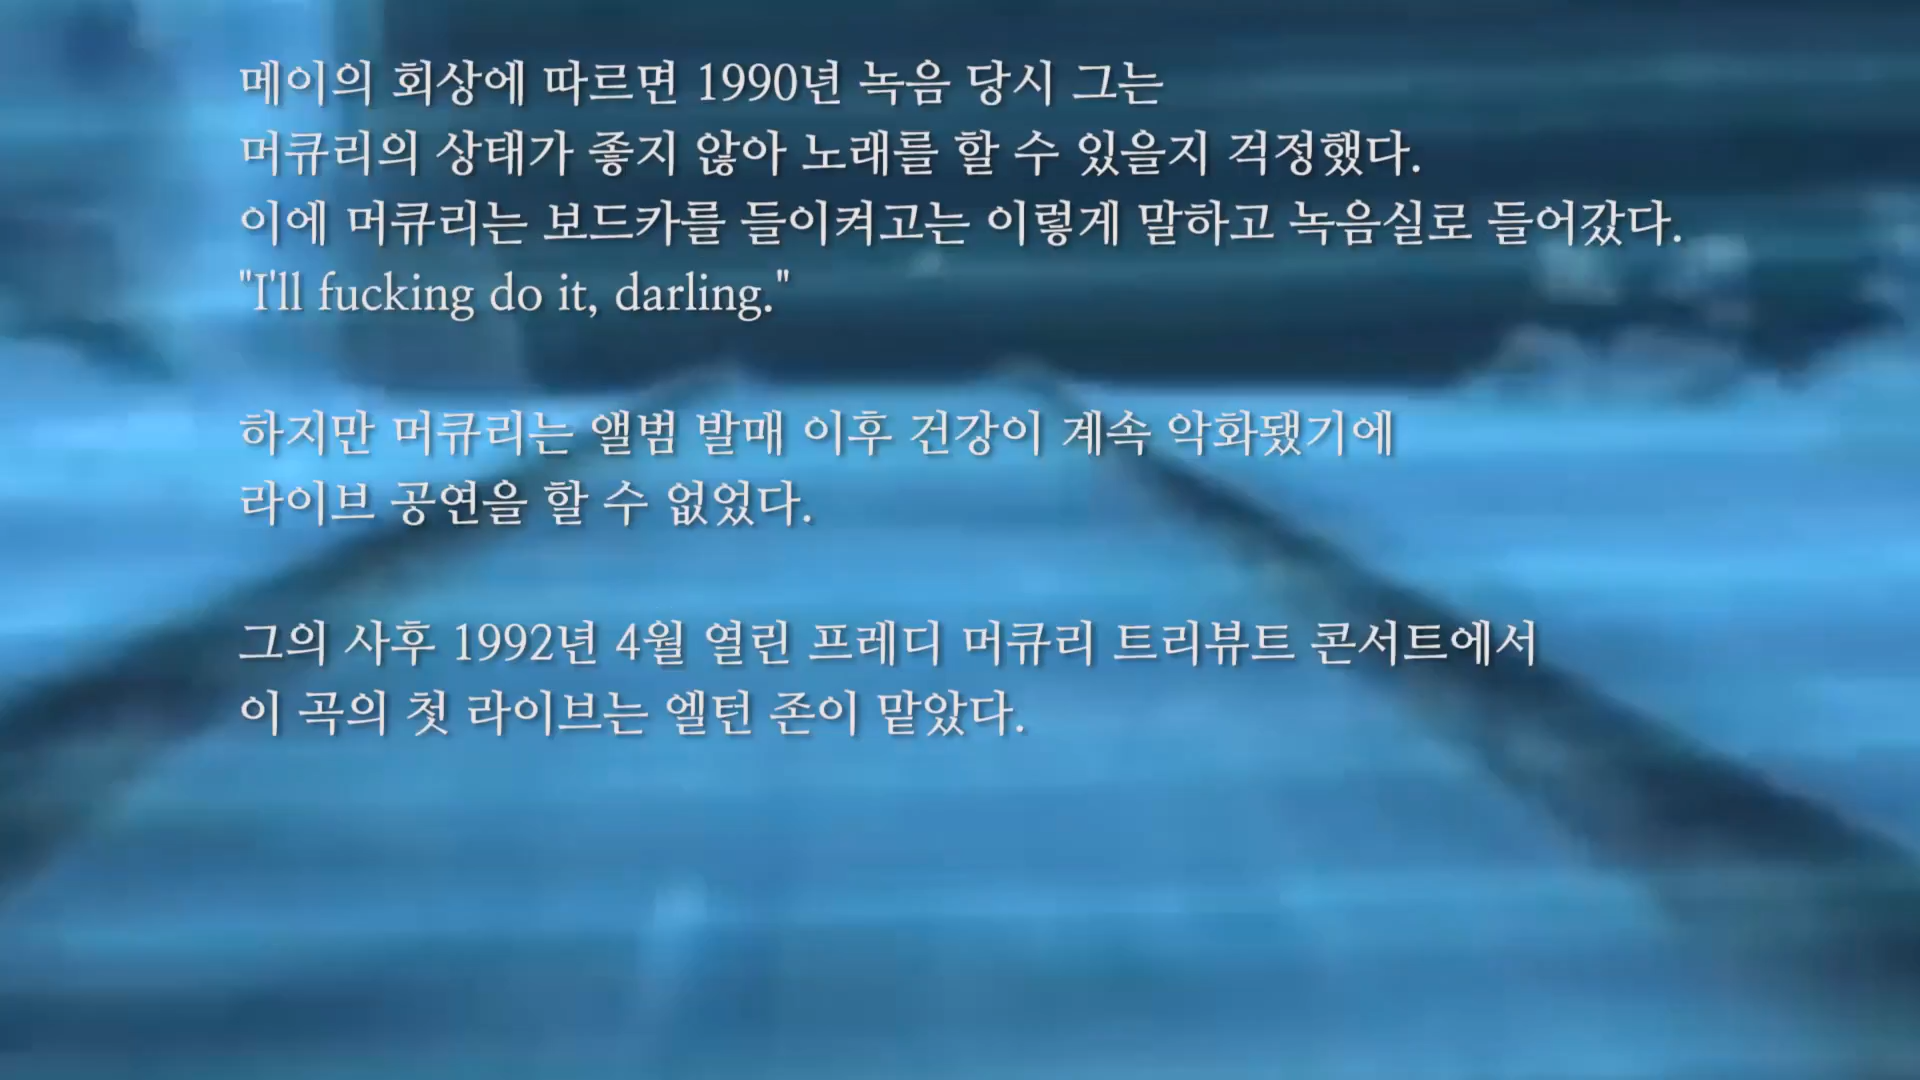 메이의 회상에 따르면 1990년 녹음 당시 그는
머큐리의 상태가 좋지 않아 노래를 할 수 있을지 걱정했다.
이에 머큐리는 보드카를 들이켜고는 이렇게 말하고 녹음실로 들어갔다.
"I'll fucking do it, darling."
하지만 머큐리는 앨범 발매 이후 건강이 계속 악화됐기에
라이브 공연을 할 수 없었다.
그의 사후 1992년 4월 열린 프레디 머큐리 트리뷰트 콘서트에서
이 곡의 첫 라이브는 엘턴 존이 맡았다.